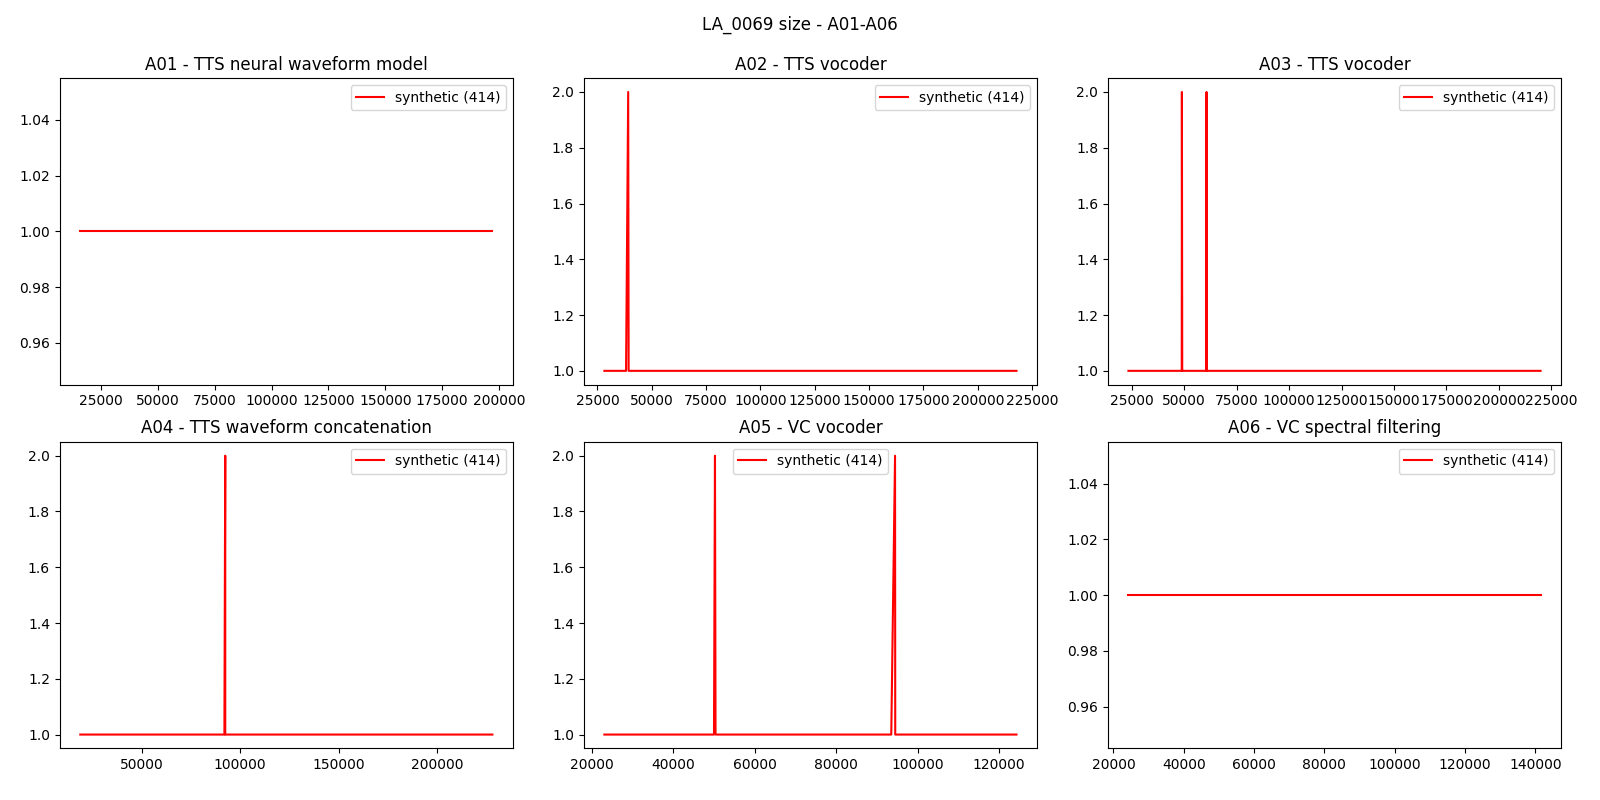 LA_0069 size - A01-A06
A01 - TTS neural waveform model
synthetic (414)
1.04
1.02
1.00
0.98
0.96
25000 50000 75000 100000 125000 150000 175000 200000
A02 - TTS vocoder
synthetic (414)
2.0
1.8
1.6
1.4
1.2
1.0
25000 50000 75000 100000 125000 150000 175000 200000 225000
A03 - TTS vocoder
synthetic (414)
2.0
1.8
1.6
1.4
1.2
1.0
25000 50000 75000 100000 125000 150000 175000 200000 225000
A04 - TTS waveform concatenation
synthetic (414)
2.0
1.8
1.6
1.4
1.2
1.0
50000 100000 150000 200000
A05 - VC vocoder
synthetic (414)
2.0
1.8
1.6
1.4
1.2
1.0
20000 40000 60000 80000 100000 120000
A06 - VC spectral filtering
synthetic (414)
1.04
1.02
1.00
0.98
0.96
20000 40000 60000 80000 100000 120000 140000